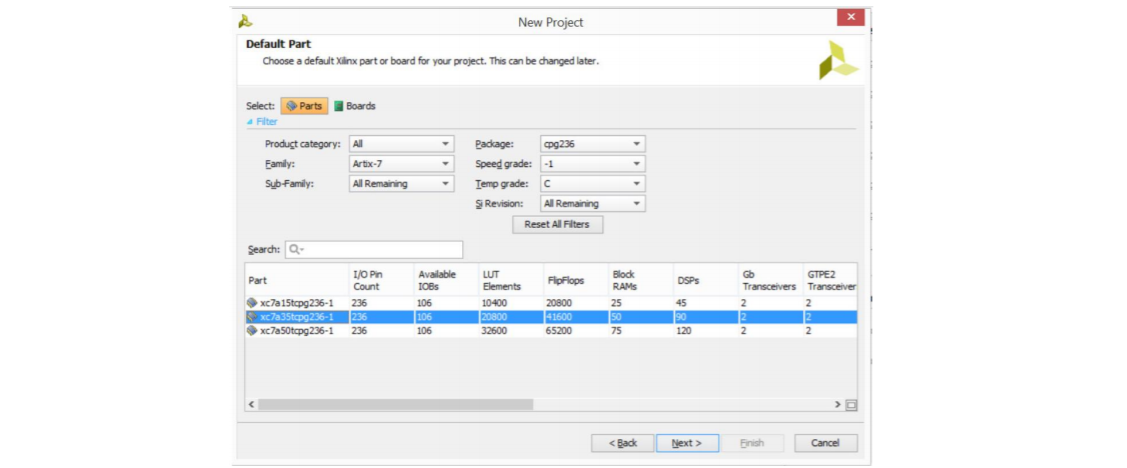 New Project
Default Part
Choose a default Xilinx part or board for your project. This can be changed later.
Select: Parts Boards
Filter
Product category: All Package: cpg236
Family: Artix-7 Speed grade: -1
Sub-Family: All Remaining Temp grade: C
Si Revision: All Remaining
Reset All Filters
Search:
Part I/O Pin Count Available IOBs LUT Elements FlipFlops Block RAMs DSPs Gb Transceivers GTPE2 Transceiver
xc7a15tcpg236-1 236 106 10400 20800 25 45 2 2
xc7a35tcpg236-1 236 106 20800 41600 50 90 2 2
xc7a50tcpg236-1 236 106 32600 65200 75 120 2 2
< Back Next > Finish Cancel